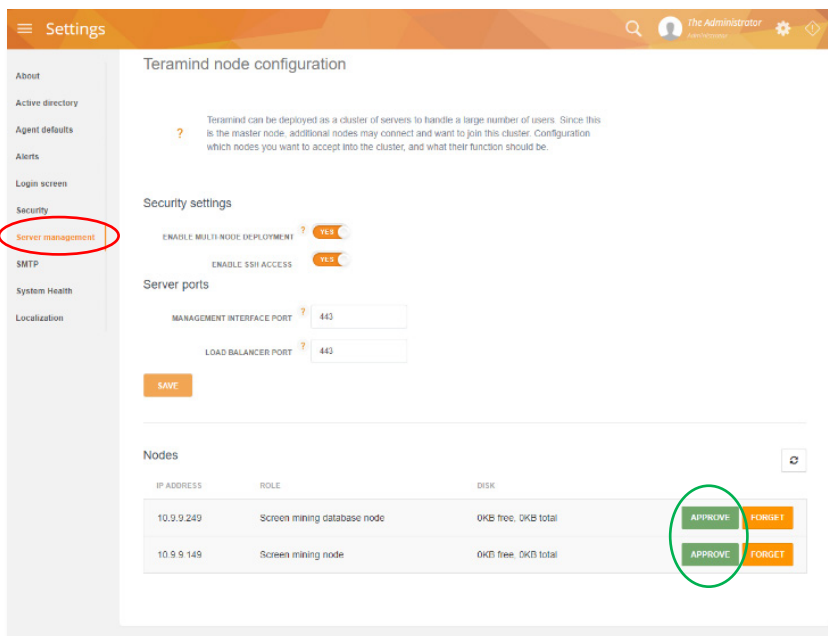 Settings
The Administrator
Administrator
About
Active directory
Agent defaults
Alerts
Login screen
Security
Server management
SMTP
System Health
Localization
Teramind node configuration
? Teramind can be deployed as a cluster of servers to handle a large number of users. Since this
is the master node, additional nodes may connect and want to join this cluster. Configuration
which nodes you want to accept into the cluster, and what their function should be.
Security settings
ENABLE MULTI-NODE DEPLOYMENT ? YES
ENABLE SSH ACCESS YES
Server ports
MANAGEMENT INTERFACE PORT ? 443
LOAD BALANCER PORT ? 443
SAVE
Nodes
IP ADDRESS ROLE DISK
10.9.9.249 Screen mining database node 0KB free, 0KB total APPROVE FORGET
10.9.9.149 Screen mining node 0KB free, 0KB total APPROVE FORGET